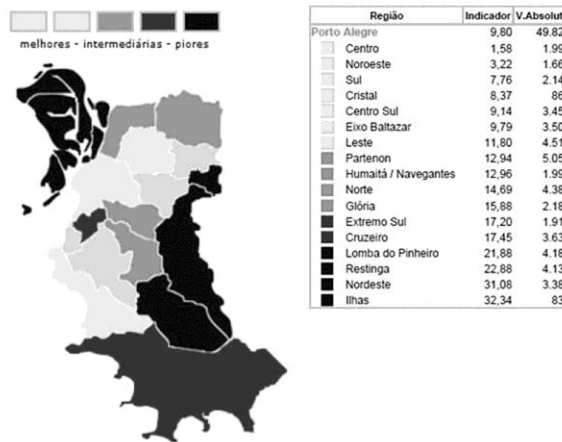 melhores - intermediárias - piores
Região Indicador V.Absolut
Porto Alegre 9,80 49.82
Centro 1,58 1.99
Noroeste 3,22 1.66
Sul 7,76 2.14
Cristal 8,37 86
Centro Sul 9,14 3.45
Eixo Baltazar 9,79 3.50
Leste 11,80 4.51
Partenon 12,94 5.05
Humaitá / Navegantes 12,96 1.99
Norte 14,69 4.38
Glória 15,88 2.18
Extremo Sul 17,20 1.91
Cruzeiro 17,45 3.63
Lomba do Pinheiro 21,88 4.18
Restinga 22,88 4.13
Nordeste 31,08 3.38
Ilhas 32,34 83